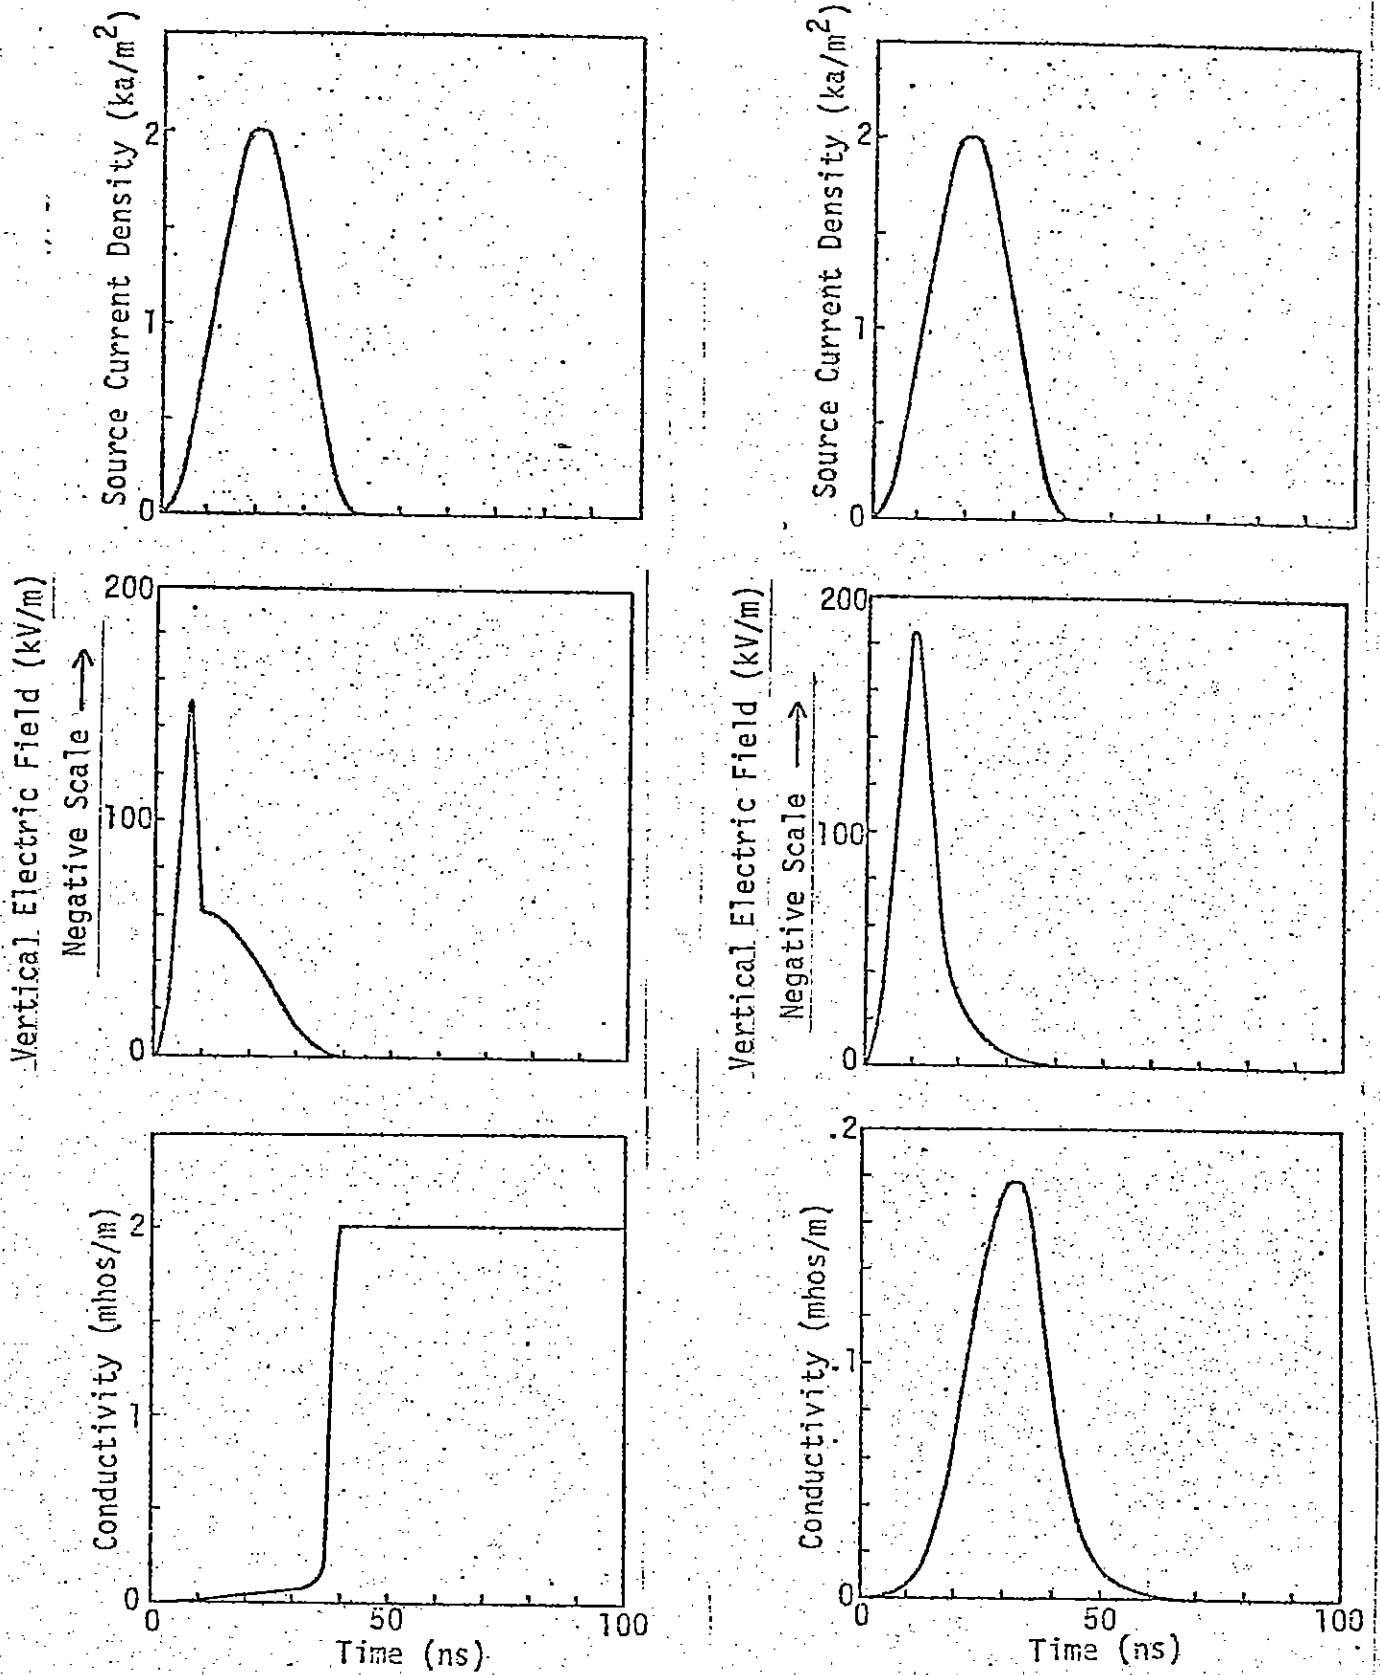 Source Current Density (ka/m²)
2
1
0
Source Current Density (ka/m²)
2
1
0
Vertical Electric Field (kV/m)
Negative Scale →
200
100
0
Vertical Electric Field (kV/m)
Negative Scale →
200
100
0
Conductivity (mhos/m)
2
1
0
0
50
100
Time (ns)
Conductivity (mhos/m)
.2
.1
0
0
50
100
Time (ns)